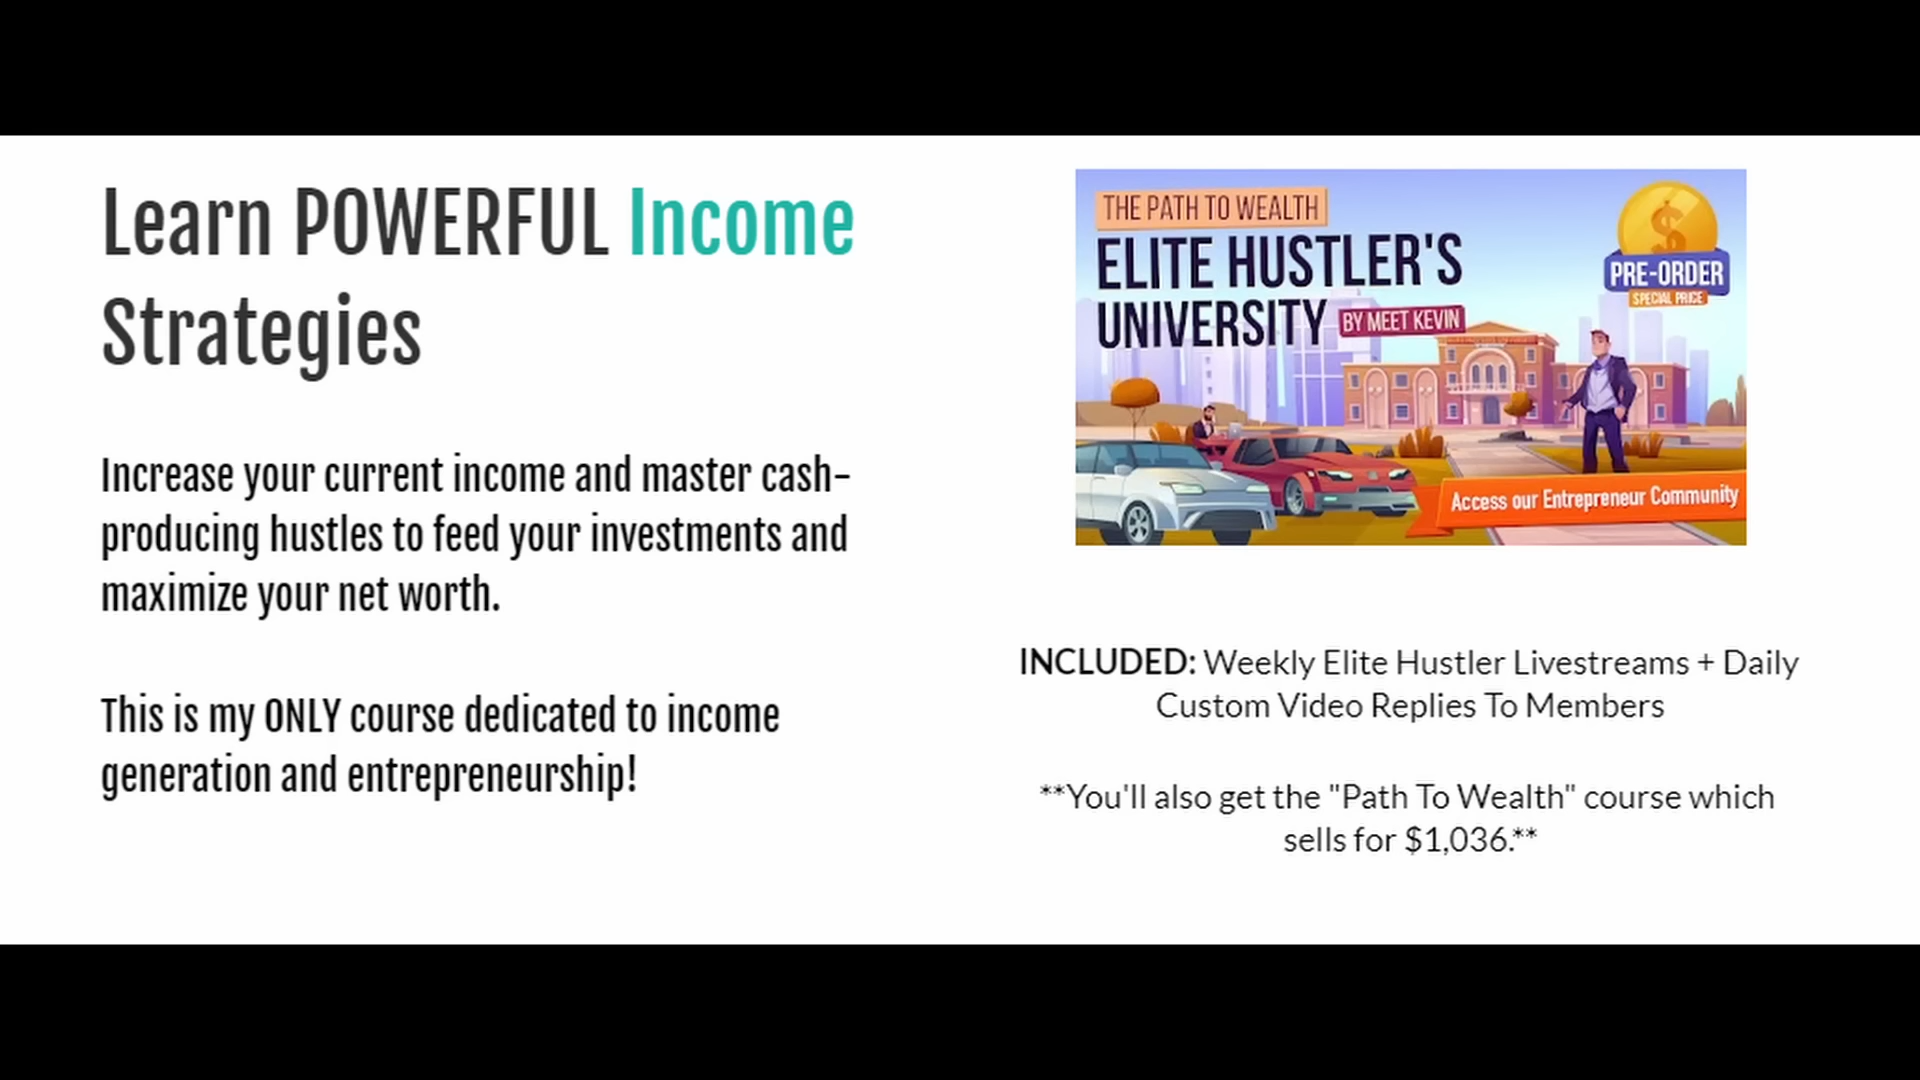 Learn POWERFUL Income
Strategies
Increase your current income and master cash-
producing hustles to feed your investments and
maximize your net worth.
This is my ONLY course dedicated to income
generation and entrepreneurship!
THE PATH TO WEALTH
ELITE HUSTLER'S
UNIVERSITY BY MEET KEVIN
PRE-ORDER
SPECIAL PRICE
Access our Entrepreneur Community
INCLUDED: Weekly Elite Hustler Livestreams + Daily
Custom Video Replies To Members
**You'll also get the "Path To Wealth" course which
sells for $1,036.**